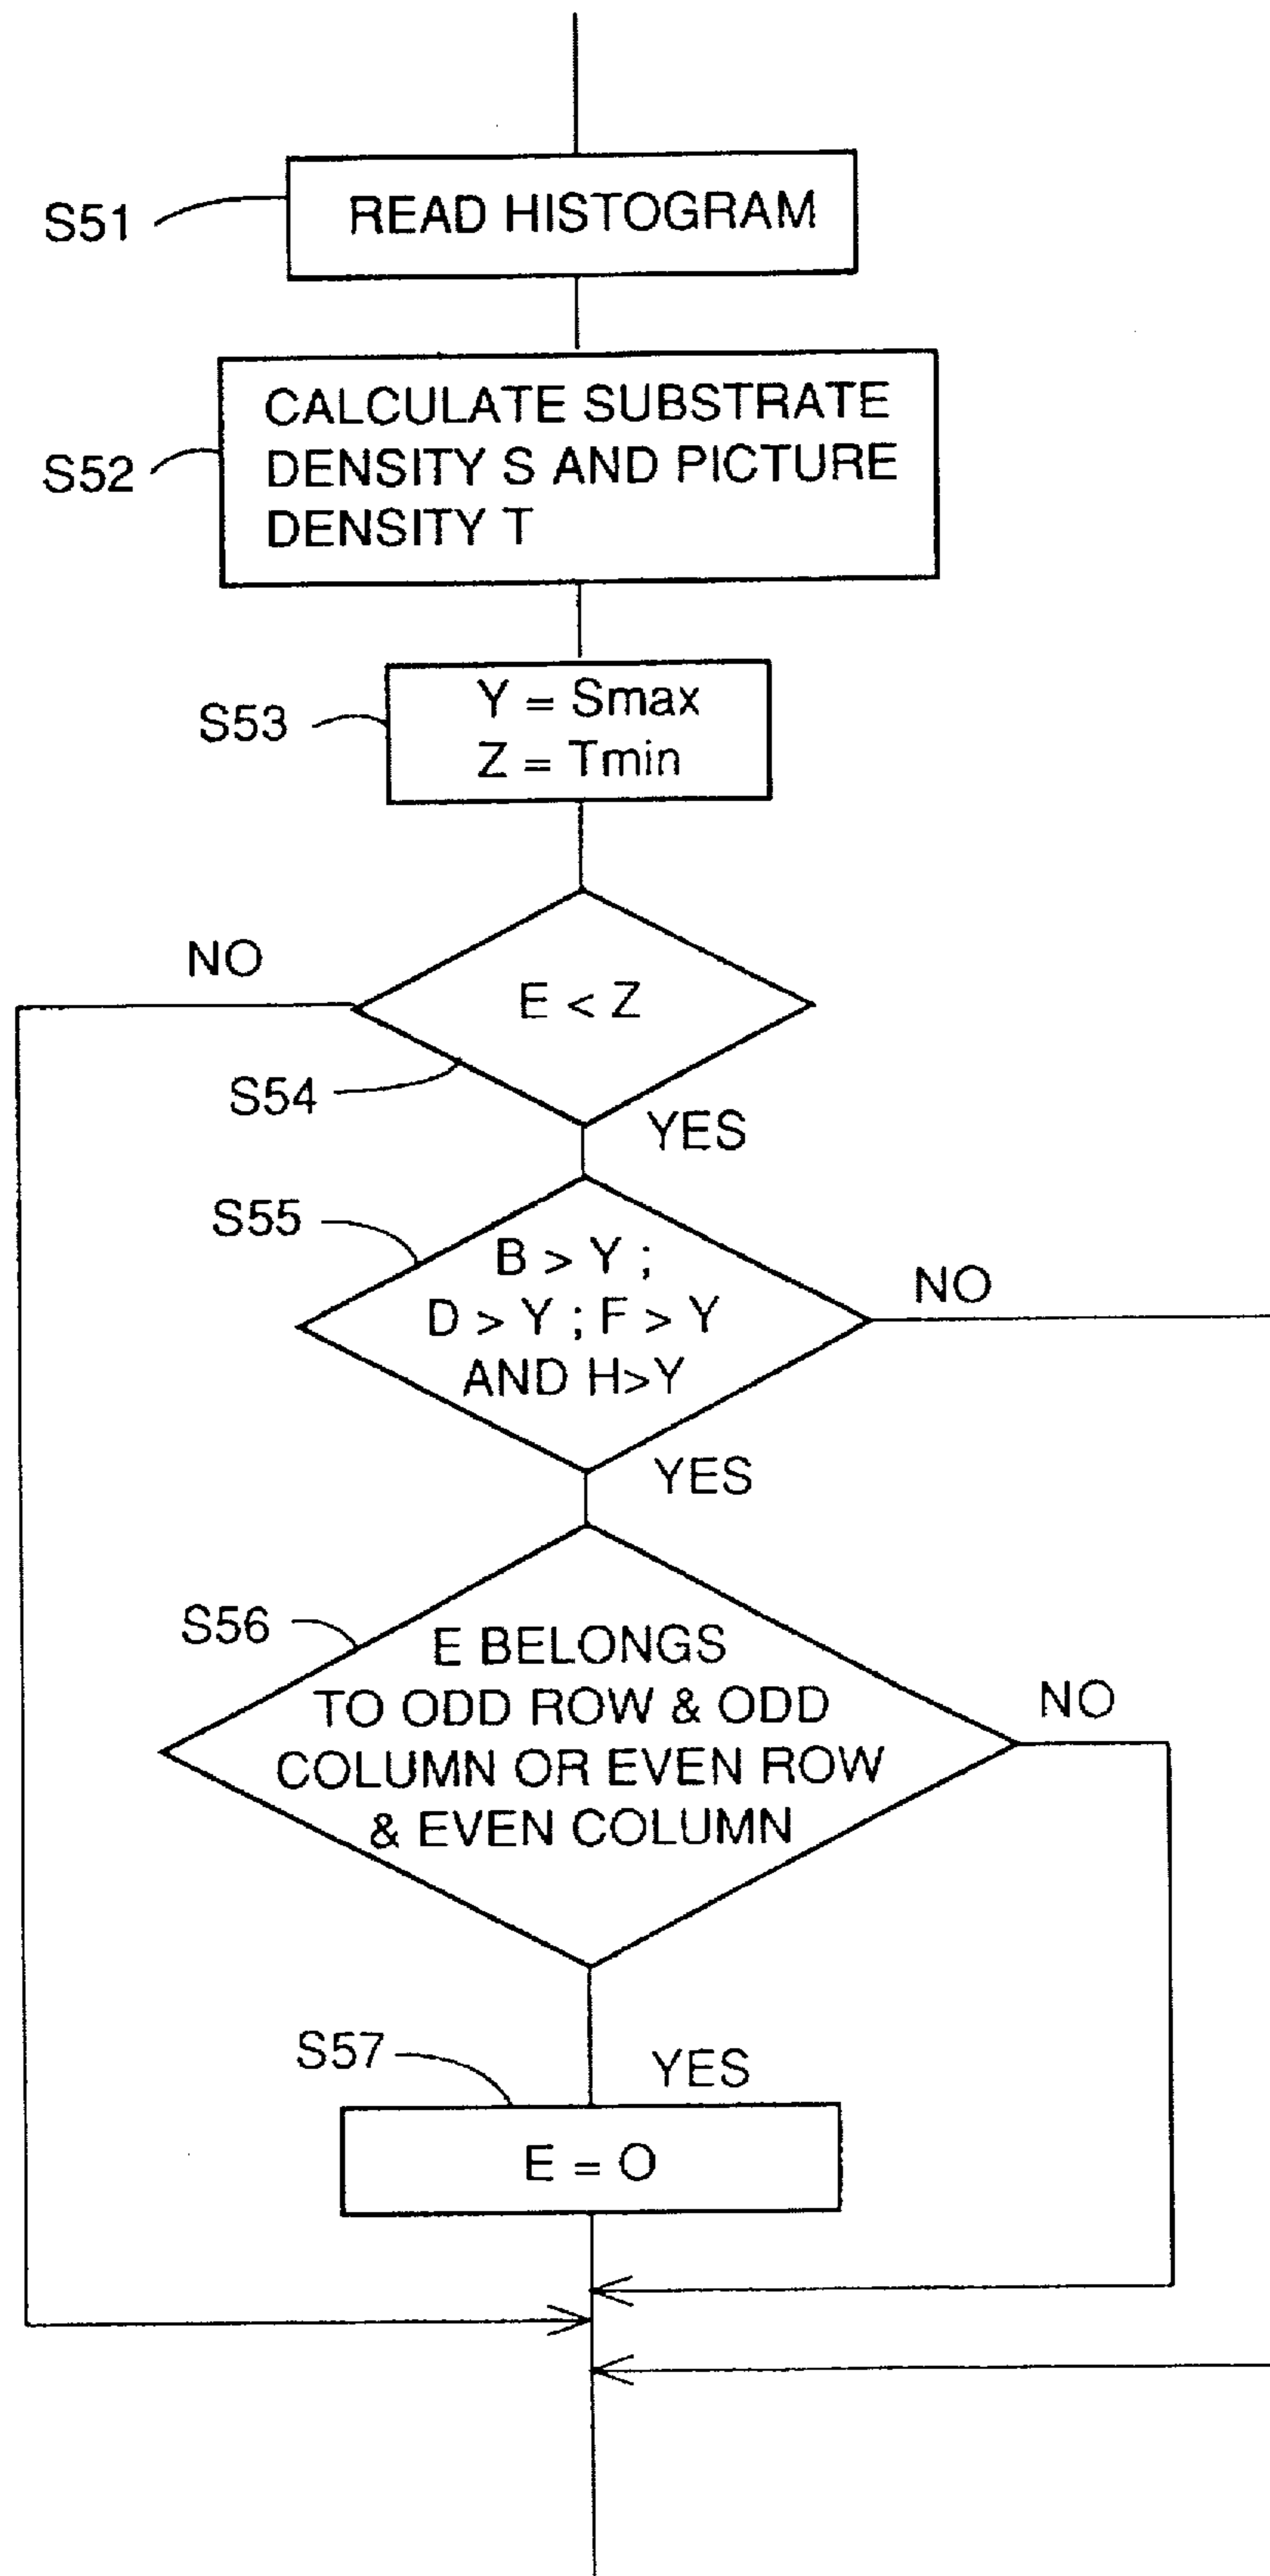 S51
READ HISTOGRAM
S52
CALCULATE SUBSTRATE
DENSITY S AND PICTURE
DENSITY T
S53
Y = Smax
Z = Tmin
NO
E < Z
S54
YES
S55
B > Y ;
D > Y ; F > Y
AND H>Y
NO
YES
S56
E BELONGS
TO ODD ROW & ODD
COLUMN OR EVEN ROW
& EVEN COLUMN
NO
S57
YES
E = O